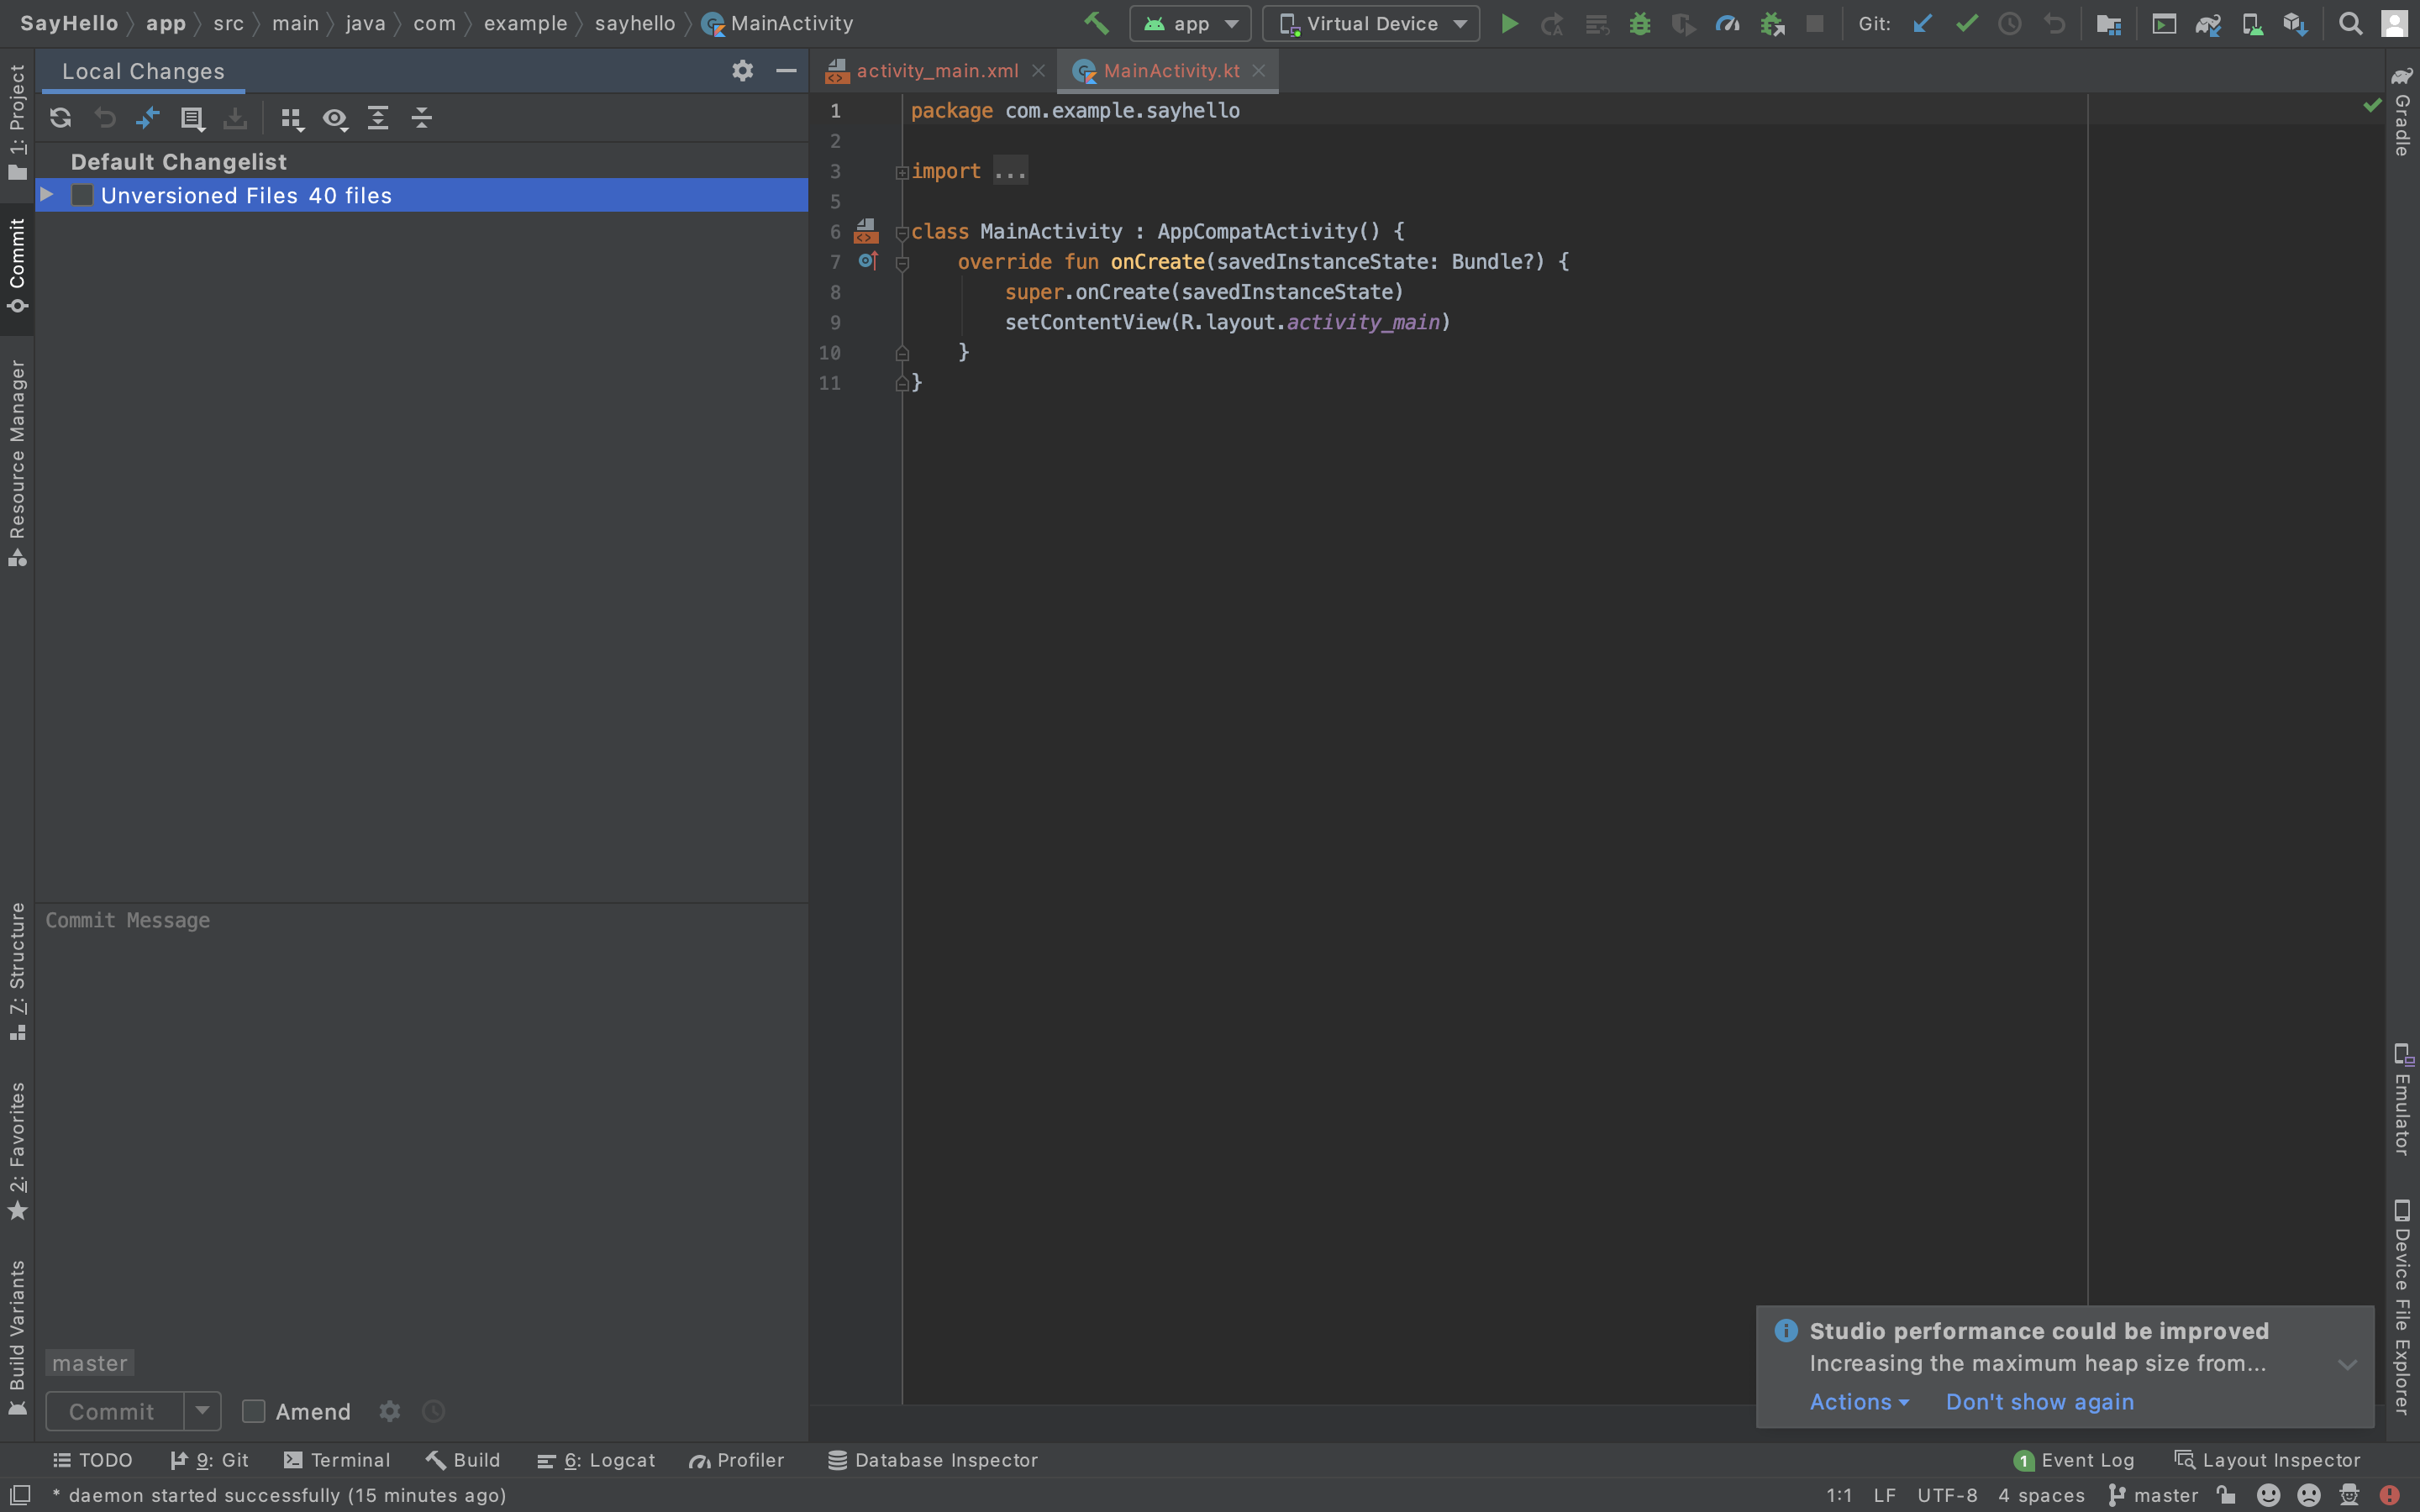 SayHello app src main java com example sayhello MainActivity
app Virtual Device Git:
Local Changes
activity_main.xml MainActivity.kt
Default Changelist
Unversioned Files 40 files
1 package com.example.sayhello
2
3 import ...
5
6 class MainActivity : AppCompatActivity() {
7 override fun onCreate(savedInstanceState: Bundle?) {
8 super.onCreate(savedInstanceState)
9 setContentView(R.layout.activity_main)
10 }
11 }
1: Project
Commit
Resource Manager
7: Structure
2: Favorites
Build Variants
Gradle
Emulator
Device File Explorer
Commit Message
master
Commit Amend
Studio performance could be improved
Increasing the maximum heap size from...
Actions Don't show again
TODO 9: Git Terminal Build 6: Logcat Profiler Database Inspector 1 Event Log Layout Inspector
* daemon started successfully (15 minutes ago) 1:1 LF UTF-8 4 spaces master